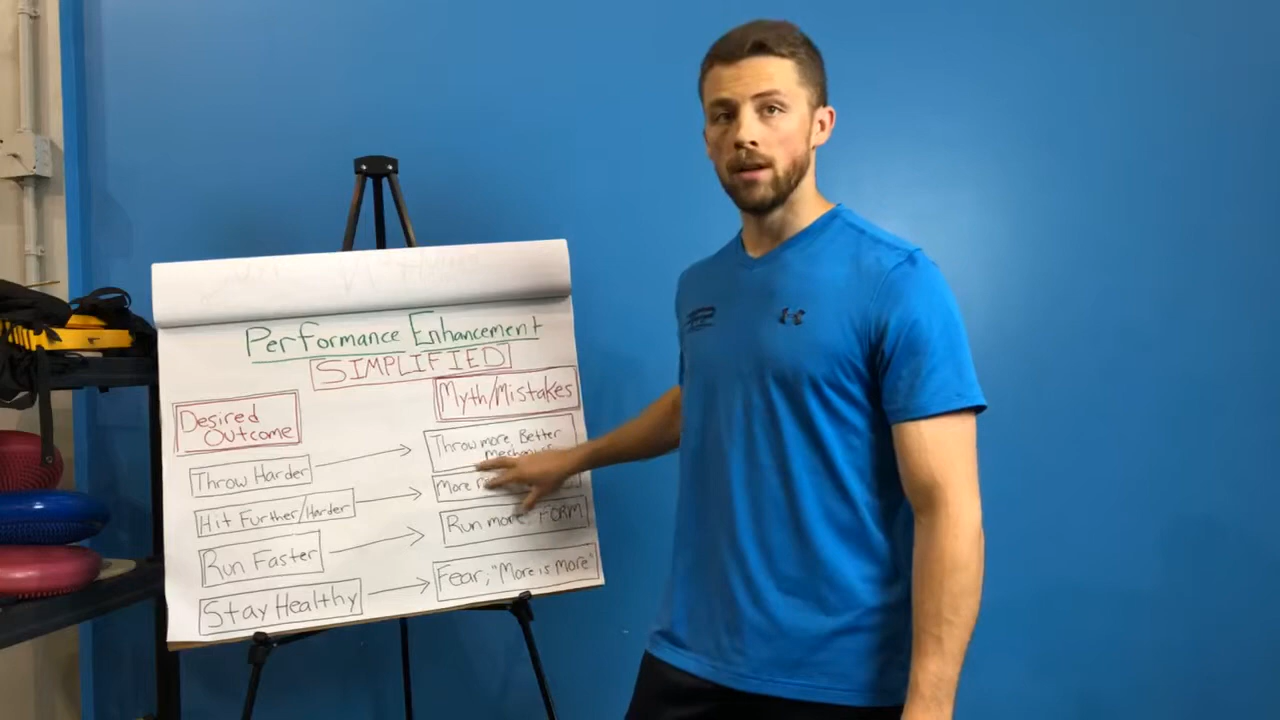 Performance Enhancement
SIMPLIFIED
Desired
Outcome
Myth/Mistakes
Throw Harder
Throw more, Better
Hit Further/Harder
More
Run Faster
Run more, FORM
Stay Healthy
Fear, "More is more"